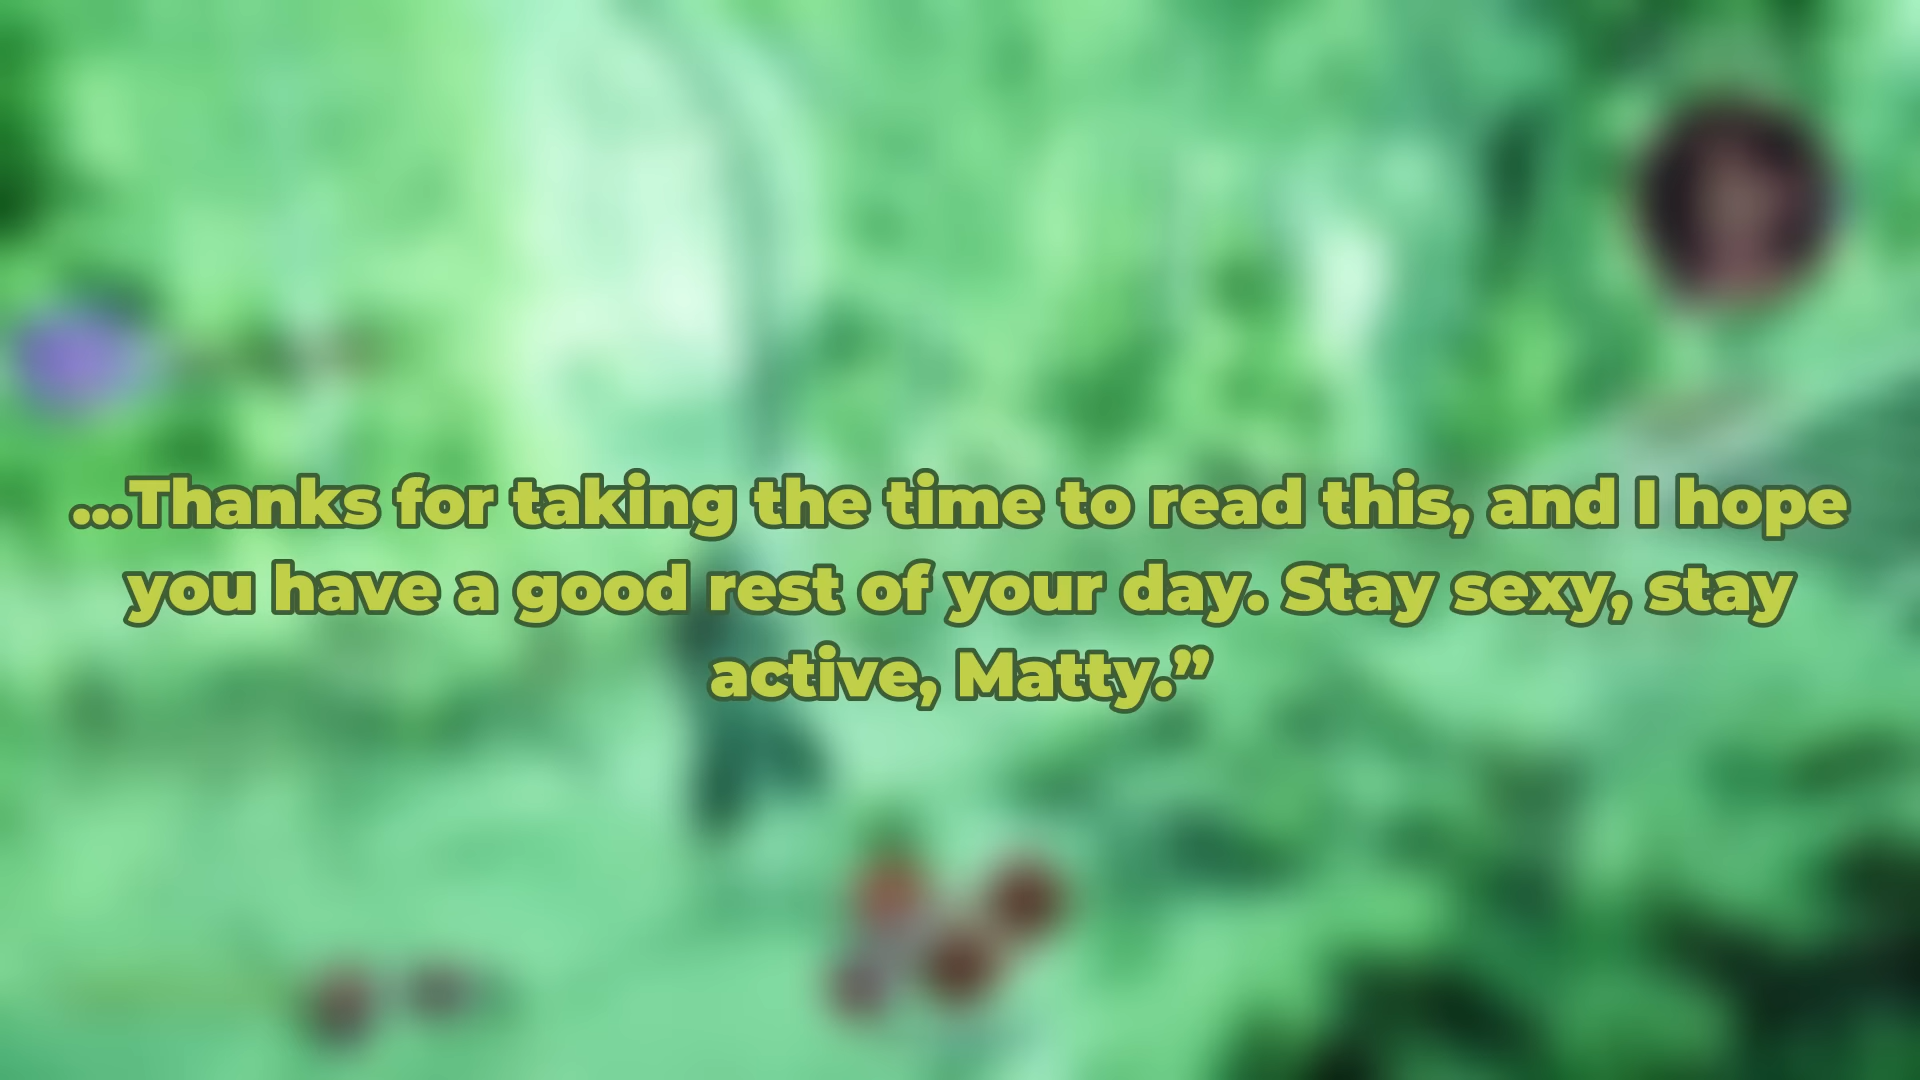 ...Thanks for taking the time to read this, and I hope
you have a good rest of your day. Stay sexy, stay
active, Matty.”